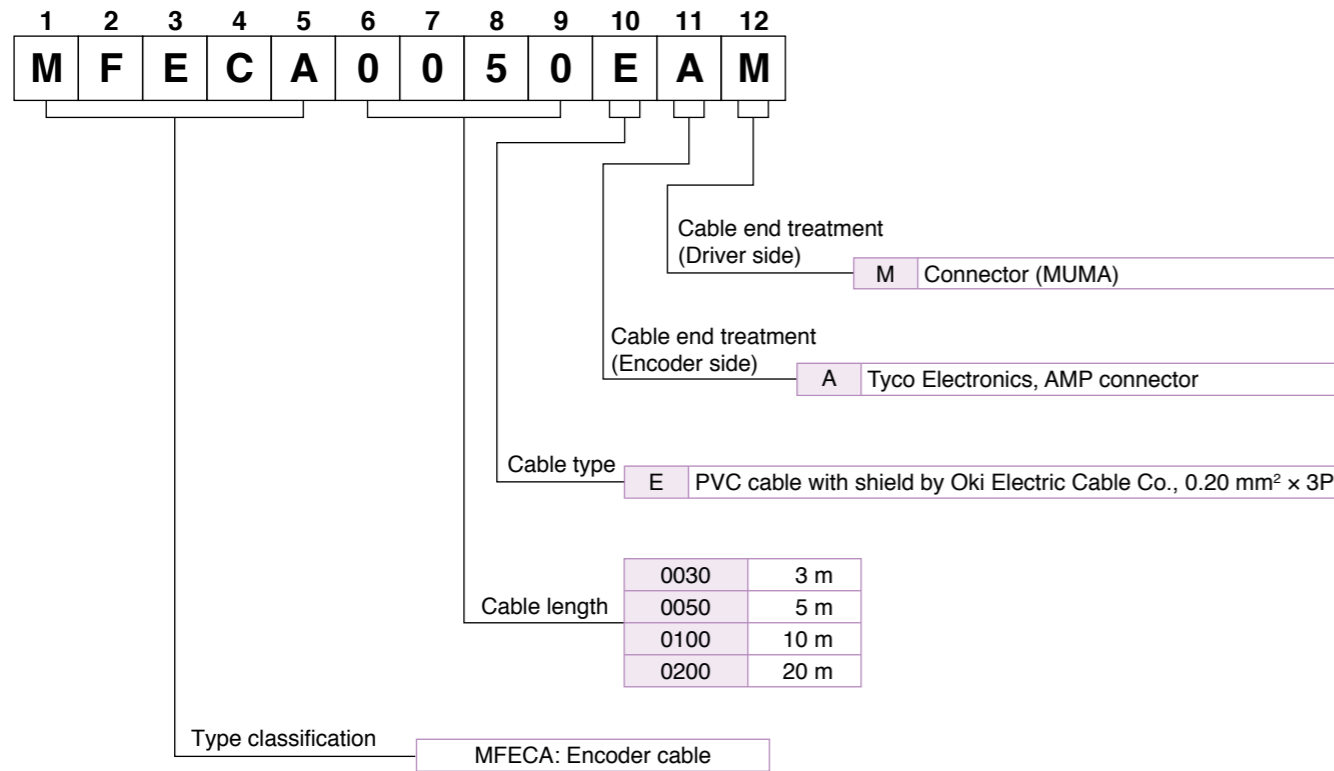 1 2 3 4 5 6 7 8 9 10 11 12
M F E C A 0 0 5 0 E A M
Cable end treatment
(Driver side)
M Connector (MUMA)
Cable end treatment
(Encoder side)
A Tyco Electronics, AMP connector
Cable type
E PVC cable with shield by Oki Electric Cable Co., 0.20 mm² × 3P
Cable length
0030 3 m
0050 5 m
0100 10 m
0200 20 m
Type classification
MFECA: Encoder cable